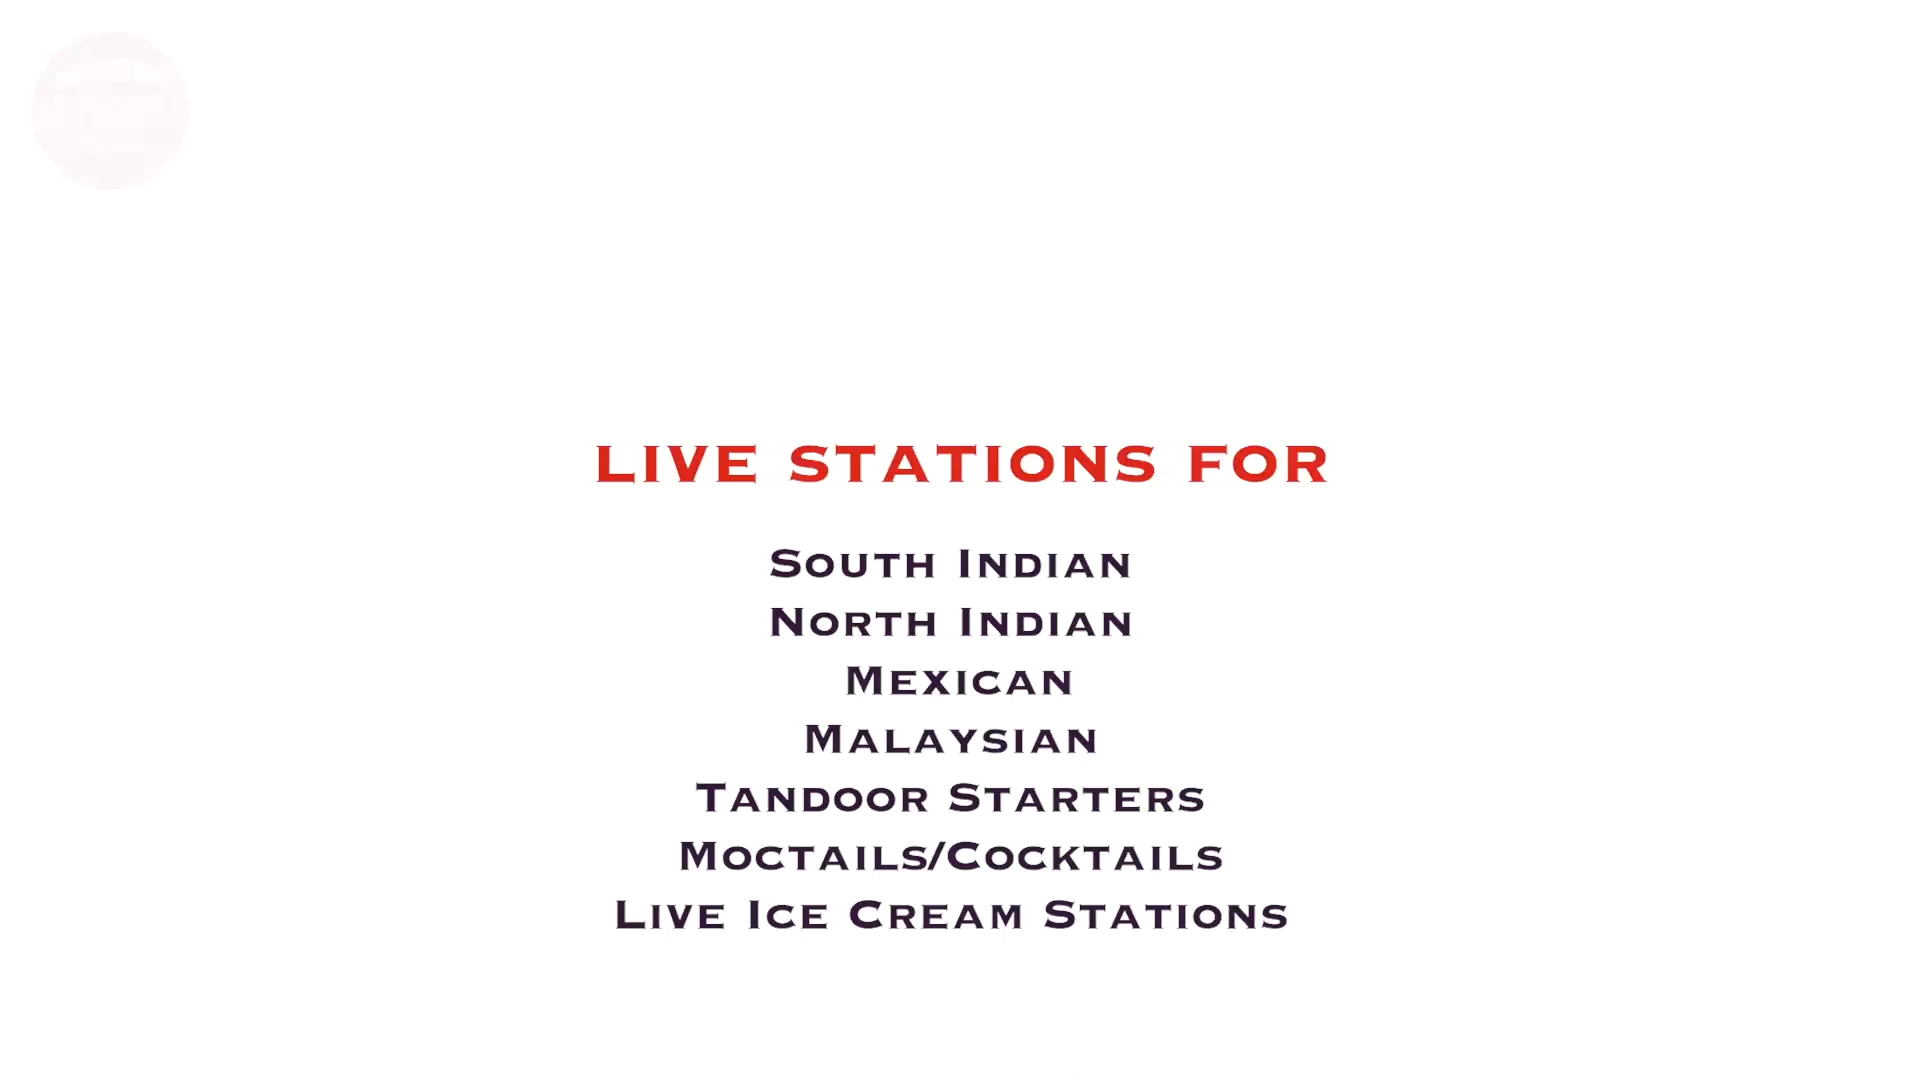 LIVE STATIONS FOR
South Indian
North Indian
Mexican
Malaysian
Tandoor Starters
Moctails/Cocktails
Live Ice Cream Stations